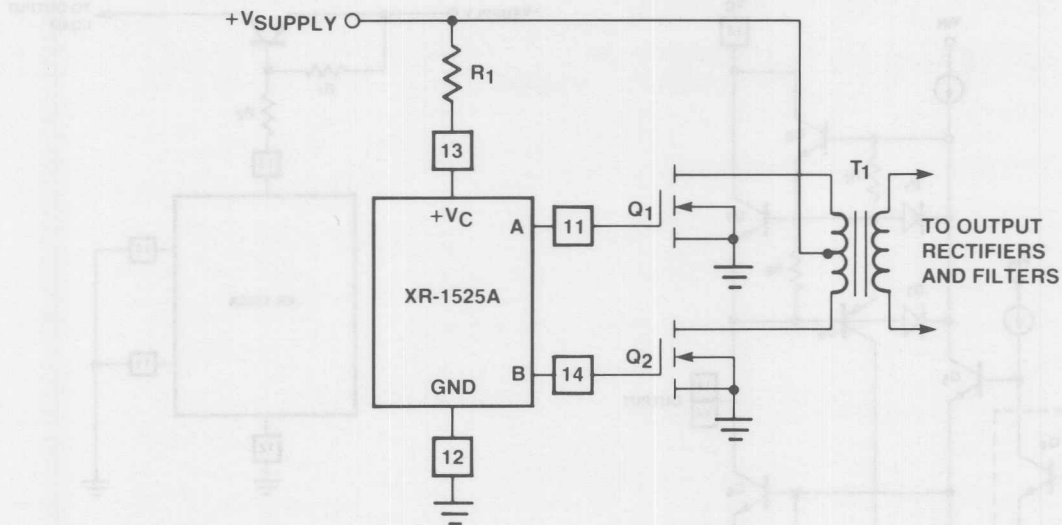 +VSUPPLY
R1
13
+VC
A
11
Q1
T1
TO OUTPUT
RECTIFIERS
AND FILTERS
XR-1525A
B
14
Q2
GND
12